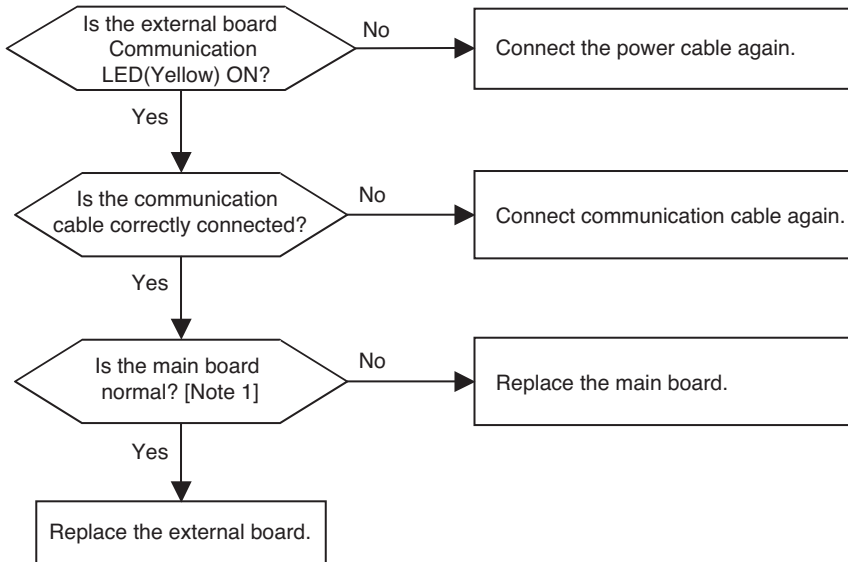 Is the external board
Communication
LED(Yellow) ON?
No
Connect the power cable again.
Yes
Is the communication
cable correctly connected?
No
Connect communication cable again.
Yes
Is the main board
normal? [Note 1]
No
Replace the main board.
Yes
Replace the external board.